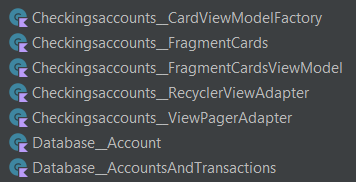 Checkingsaccounts__CardViewModelFactory
Checkingsaccounts__FragmentCards
Checkingsaccounts__FragmentCardsViewModel
Checkingsaccounts__RecyclerViewAdapter
Checkingsaccounts__ViewPagerAdapter
Database__Account
Database__AccountsAndTransactions